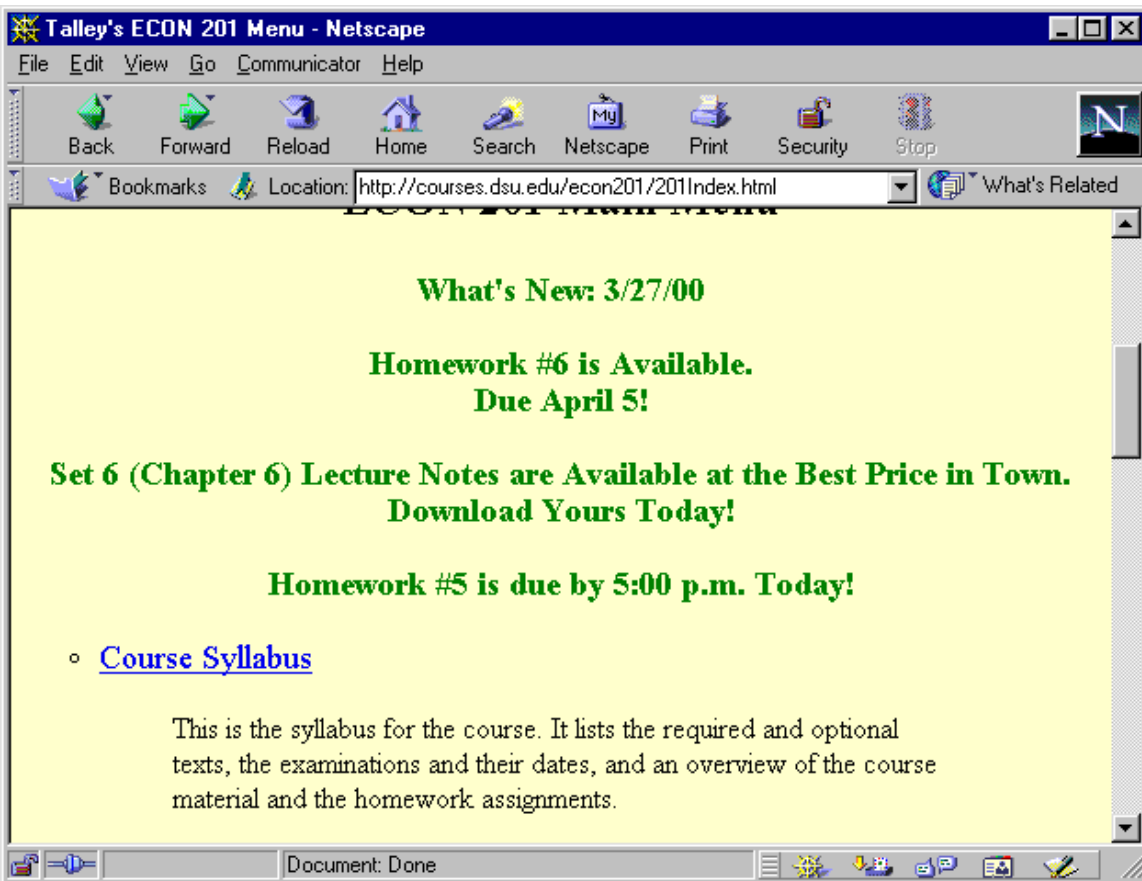 Talley's ECON 201 Menu - Netscape
File Edit View Go Communicator Help
Back Forward Reload Home Search Netscape Print Security Stop
My
N
Bookmarks Location: http://courses.dsu.edu/econ201/201Index.html What's Related
ECON 201 Main Menu
What's New: 3/27/00
Homework #6 is Available.
Due April 5!
Set 6 (Chapter 6) Lecture Notes are Available at the Best Price in Town.
Download Yours Today!
Homework #5 is due by 5:00 p.m. Today!
Course Syllabus
This is the syllabus for the course. It lists the required and optional
texts, the examinations and their dates, and an overview of the course
material and the homework assignments.
Document: Done